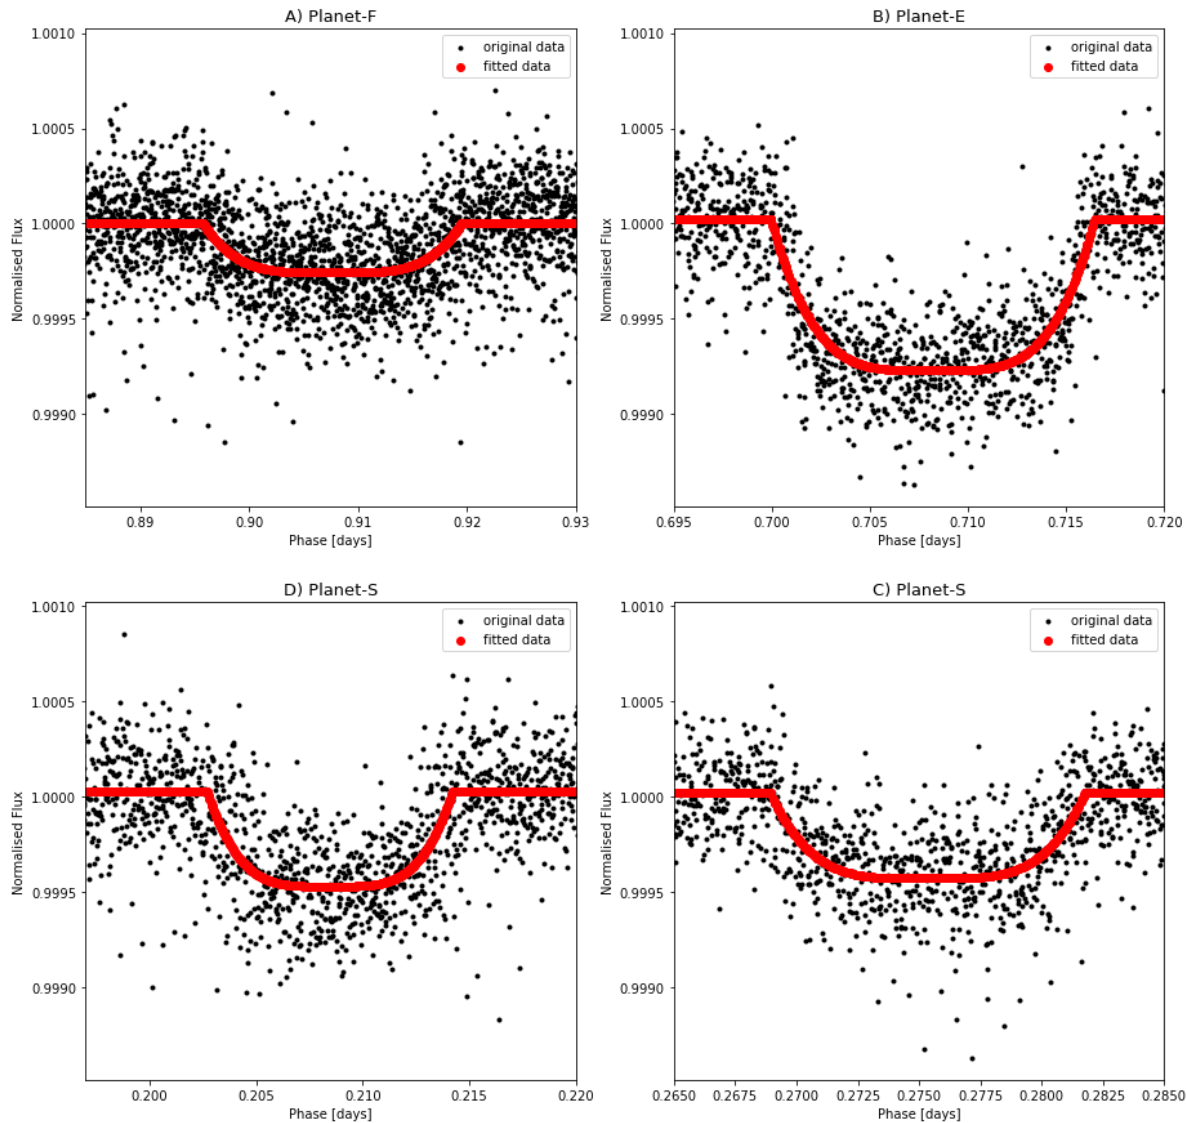 A) Planet-F
original data
fitted data
1.0010
1.0005
1.0000
0.9995
0.9990
Normalised Flux
0.89
0.90
0.91
0.92
0.93
Phase [days]
B) Planet-E
original data
fitted data
1.0010
1.0005
1.0000
0.9995
0.9990
Normalised Flux
0.695
0.700
0.705
0.710
0.715
0.720
Phase [days]
D) Planet-S
original data
fitted data
1.0010
1.0005
1.0000
0.9995
0.9990
Normalised Flux
0.200
0.205
0.210
0.215
0.220
Phase [days]
C) Planet-S
original data
fitted data
1.0010
1.0005
1.0000
0.9995
0.9990
Normalised Flux
0.2650
0.2675
0.2700
0.2725
0.2750
0.2775
0.2800
0.2825
0.2850
Phase [days]